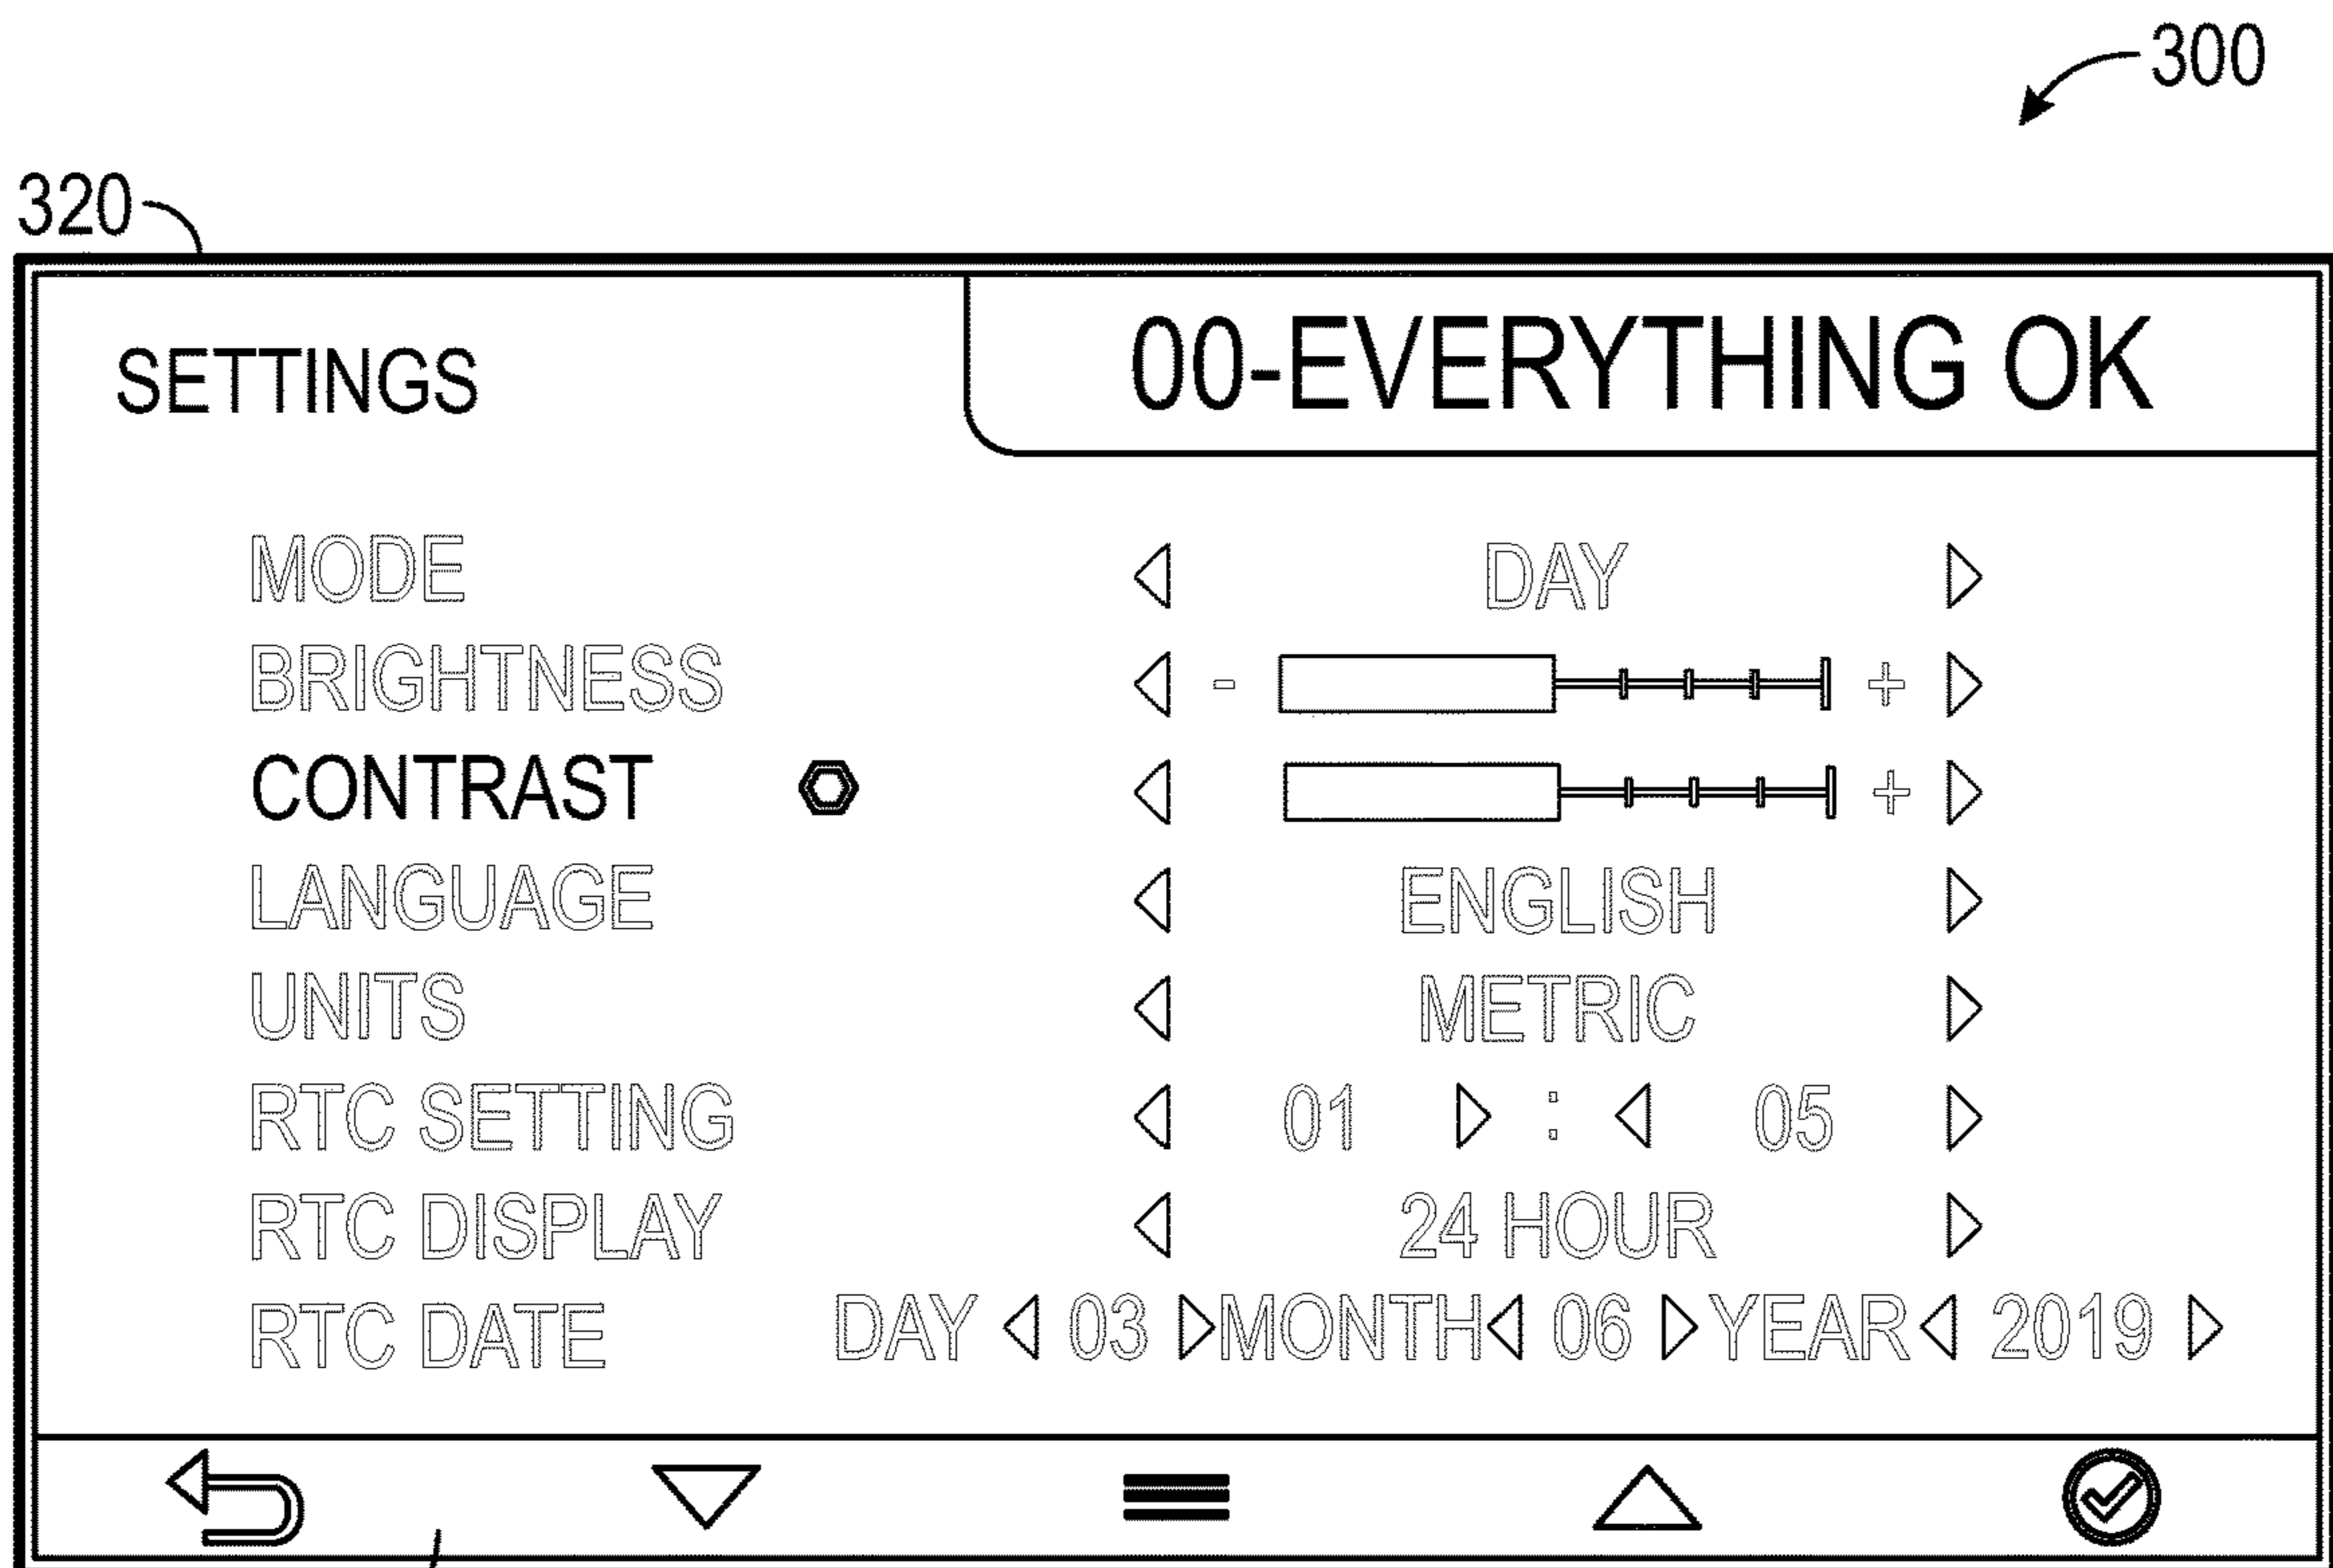 300
320
SETTINGS
00-EVERYTHING OK
MODE DAY
BRIGHTNESS - +
CONTRAST +
LANGUAGE ENGLISH
UNITS METRIC
RTC SETTING 01 : 05
RTC DISPLAY 24 HOUR
RTC DATE DAY 03 MONTH 06 YEAR 2019